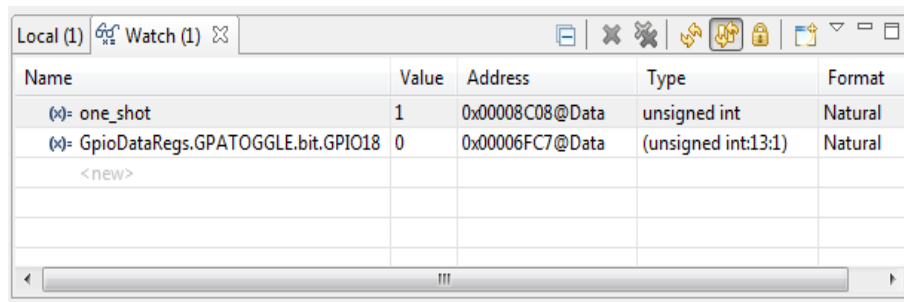 Local (1) Watch (1)
Name Value Address Type Format
(x)= one_shot 1 0x00008C08@Data unsigned int Natural
(x)= GpioDataRegs.GPATOGGLE.bit.GPIO18 0 0x00006FC7@Data (unsigned int:13:1) Natural
<new>